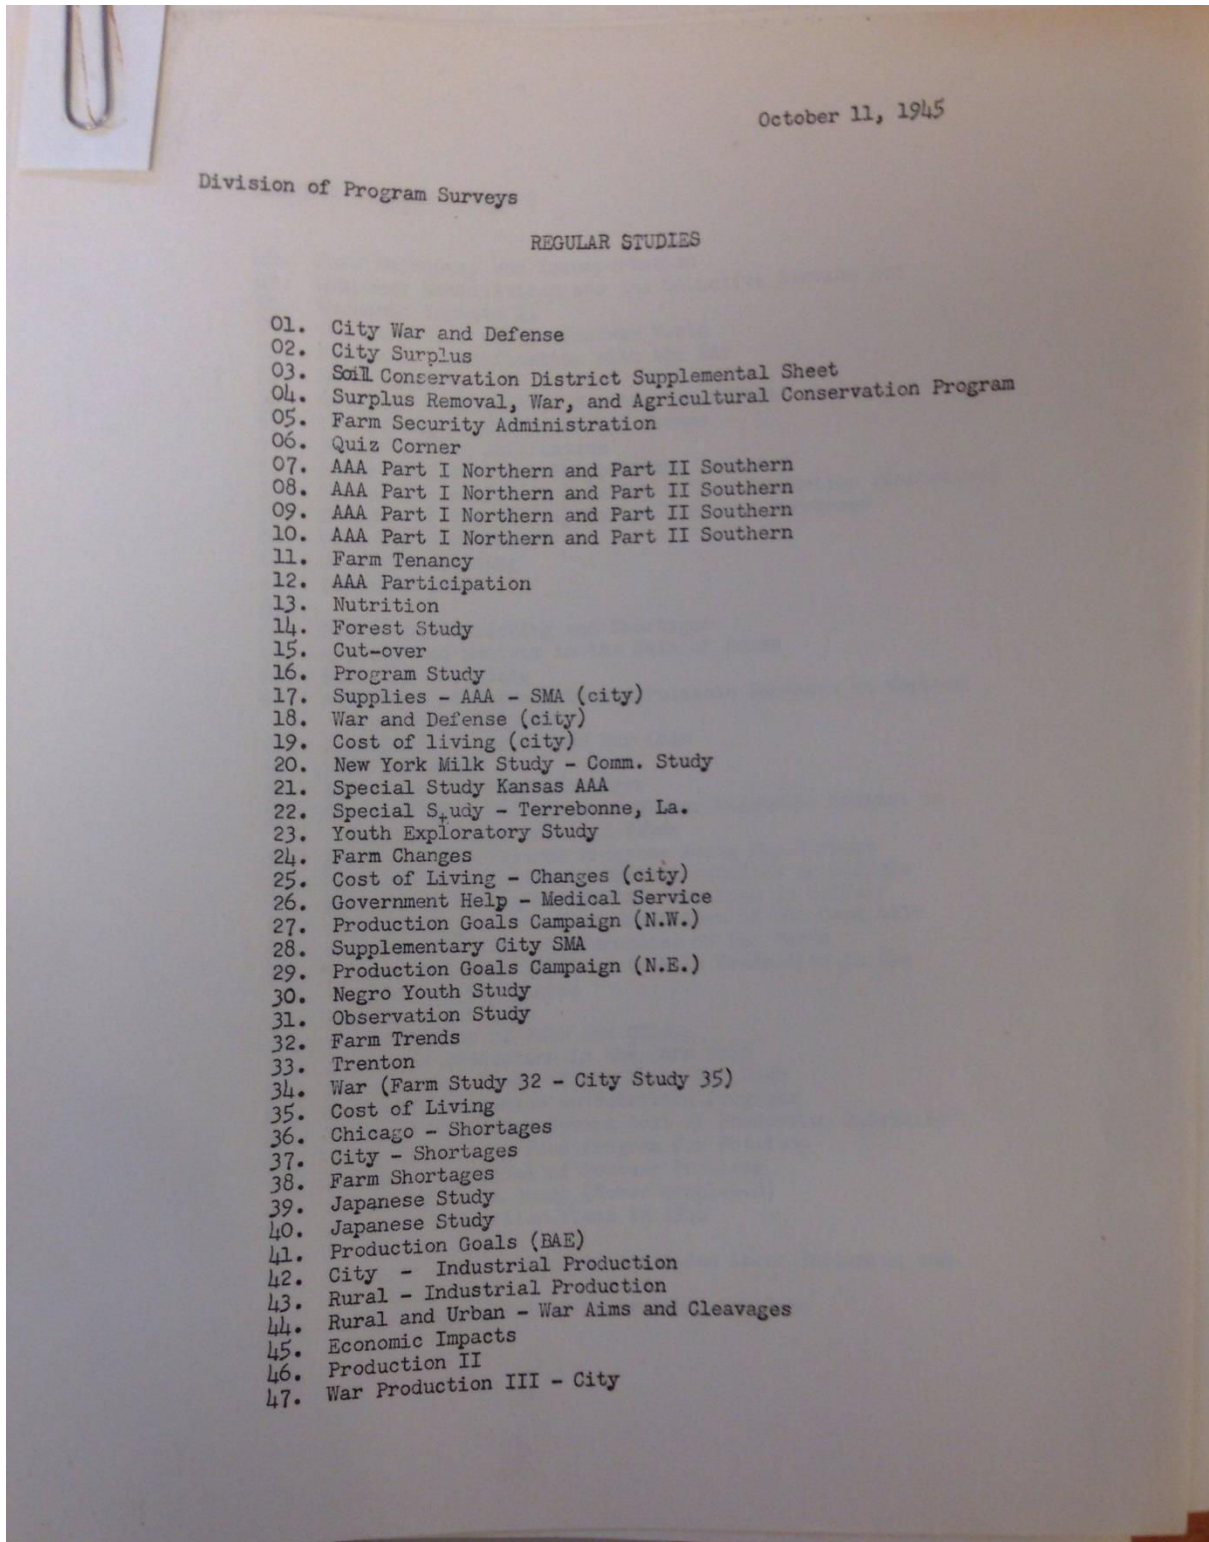 October 11, 1945
Division of Program Surveys
REGULAR STUDIES
01. City War and Defense
02. City Surplus
03. Soil Conservation District Supplemental Sheet
04. Surplus Removal, War, and Agricultural Conservation Program
05. Farm Security Administration
06. Quiz Corner
07. AAA Part I Northern and Part II Southern
08. AAA Part I Northern and Part II Southern
09. AAA Part I Northern and Part II Southern
10. AAA Part I Northern and Part II Southern
11. Farm Tenancy
12. AAA Participation
13. Nutrition
14. Forest Study
15. Cut-over
16. Program Study
17. Supplies - AAA - SMA (city)
18. War and Defense (city)
19. Cost of living (city)
20. New York Milk Study - Comm. Study
21. Special Study Kansas AAA
22. Special Study - Terrebonne, La.
23. Youth Exploratory Study
24. Farm Changes
25. Cost of Living - Changes (city)
26. Government Help - Medical Service
27. Production Goals Campaign (N.W.)
28. Supplementary City SMA
29. Production Goals Campaign (N.E.)
30. Negro Youth Study
31. Observation Study
32. Farm Trends
33. Trenton
34. War (Farm Study 32 - City Study 35)
35. Cost of Living
36. Chicago - Shortages
37. City - Shortages
38. Farm Shortages
39. Japanese Study
40. Japanese Study
41. Production Goals (BAE)
42. City - Industrial Production
43. Rural - Industrial Production
44. Rural and Urban - War Aims and Cleavages
45. Economic Impacts
46. Production II
47. War Production III - City